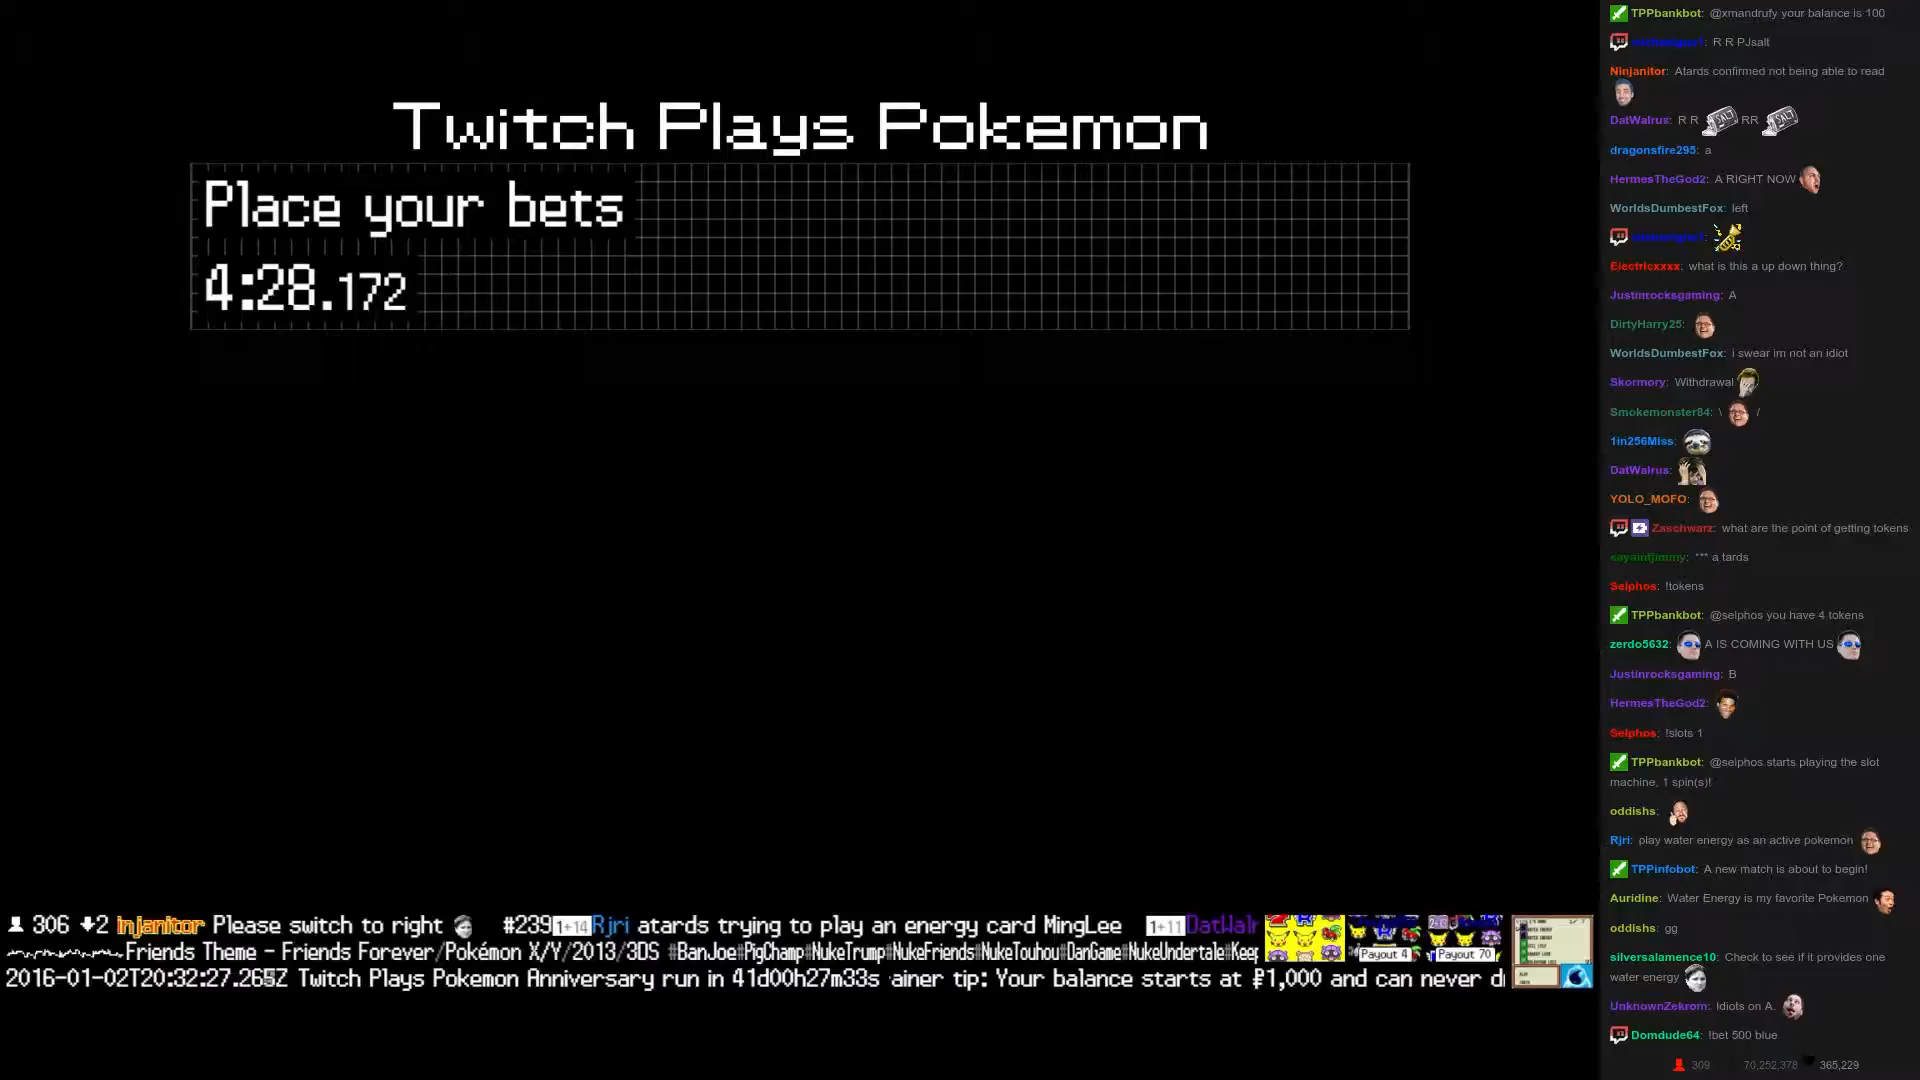 Twitch Plays Pokemon
Place your bets
4:28.172
306 2 injanitor Please switch to right #239 1+14 Rjri atards trying to play an energy card MingLee 1+11 DatWalr
Friends Theme - Friends Forever/Pokémon X/Y/2013/3DS #BanJoe#PigChamp#NukeTrump#NukeFriends#NukeTouhou#DanGame#NukeUndertale#Keep
Payout 4
Payout 70
2016-01-02T20:32:27.265Z Twitch Plays Pokemon Anniversary run in 41d00h27m33s ainer tip: Your balance starts at ₽1,000 and can never d
TPPbankbot: @xmandrufy your balance is 100
R R PJsalt
Ninjanitor: Atards confirmed not being able to read
DatWalrus: R R SALT RR SALT
dragonsfire295: a
HermesTheGod2: A RIGHT NOW
WorldsDumbestFox: left
Electricxxxx: what is this a up down thing?
Justinrocksgaming: A
DirtyHarry25:
WorldsDumbestFox: i swear im not an idiot
Skormory: Withdrawal
Smokemonster84: \ /
1in256Miss:
DatWalrus:
YOLO_MOFO:
Zaschwarz: what are the point of getting tokens
sayaintjimmy: *** a tards
Selphos: !tokens
TPPbankbot: @selphos you have 4 tokens
zerdo5632: A IS COMING WITH US
Justinrocksgaming: B
HermesTheGod2:
Selphos: !slots 1
TPPbankbot: @selphos starts playing the slot
machine, 1 spin(s)!
oddishs:
Rjri: play water energy as an active pokemon
TPPinfobot: A new match is about to begin!
Auridine: Water Energy is my favorite Pokemon
oddishs: gg
silversalamence10: Check to see if it provides one
water energy
UnknownZekrom: Idiots on A.
Domdude64: !bet 500 blue
309 70,252,378 365,229